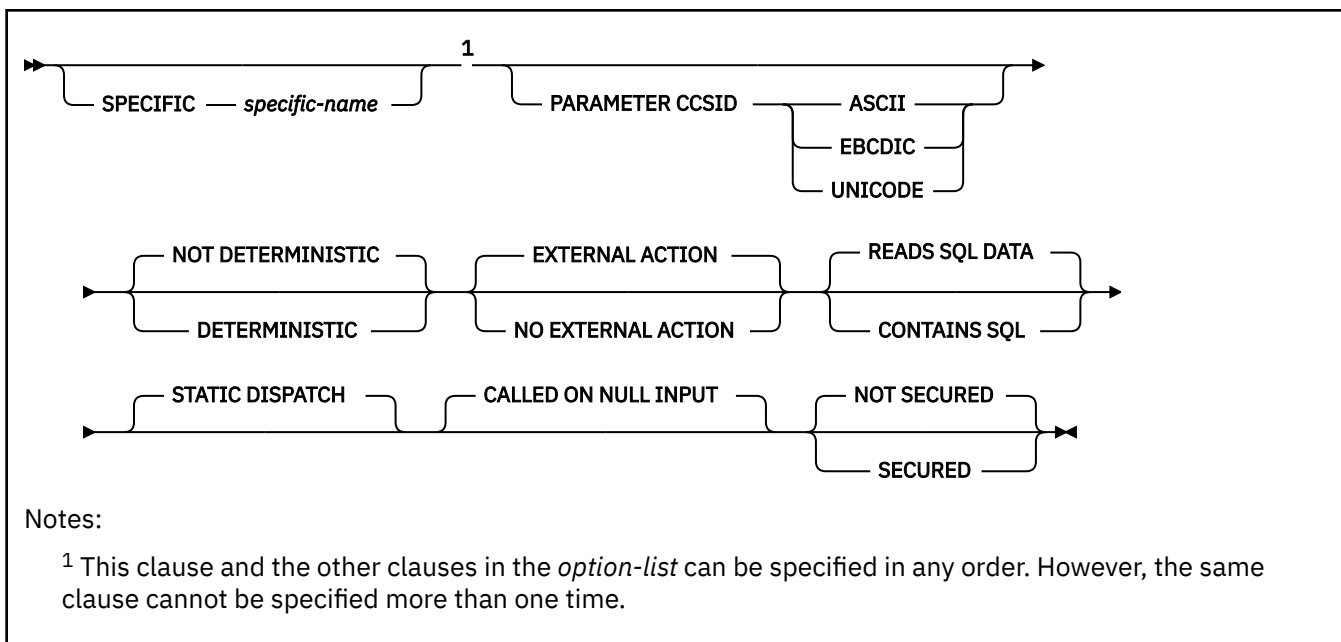 1
SPECIFIC specific-name PARAMETER CCSID ASCII
EBCDIC
UNICODE
NOT DETERMINISTIC EXTERNAL ACTION READS SQL DATA
DETERMINISTIC NO EXTERNAL ACTION CONTAINS SQL
STATIC DISPATCH CALLED ON NULL INPUT NOT SECURED
SECURED
Notes:
1 This clause and the other clauses in the option-list can be specified in any order. However, the same
clause cannot be specified more than one time.